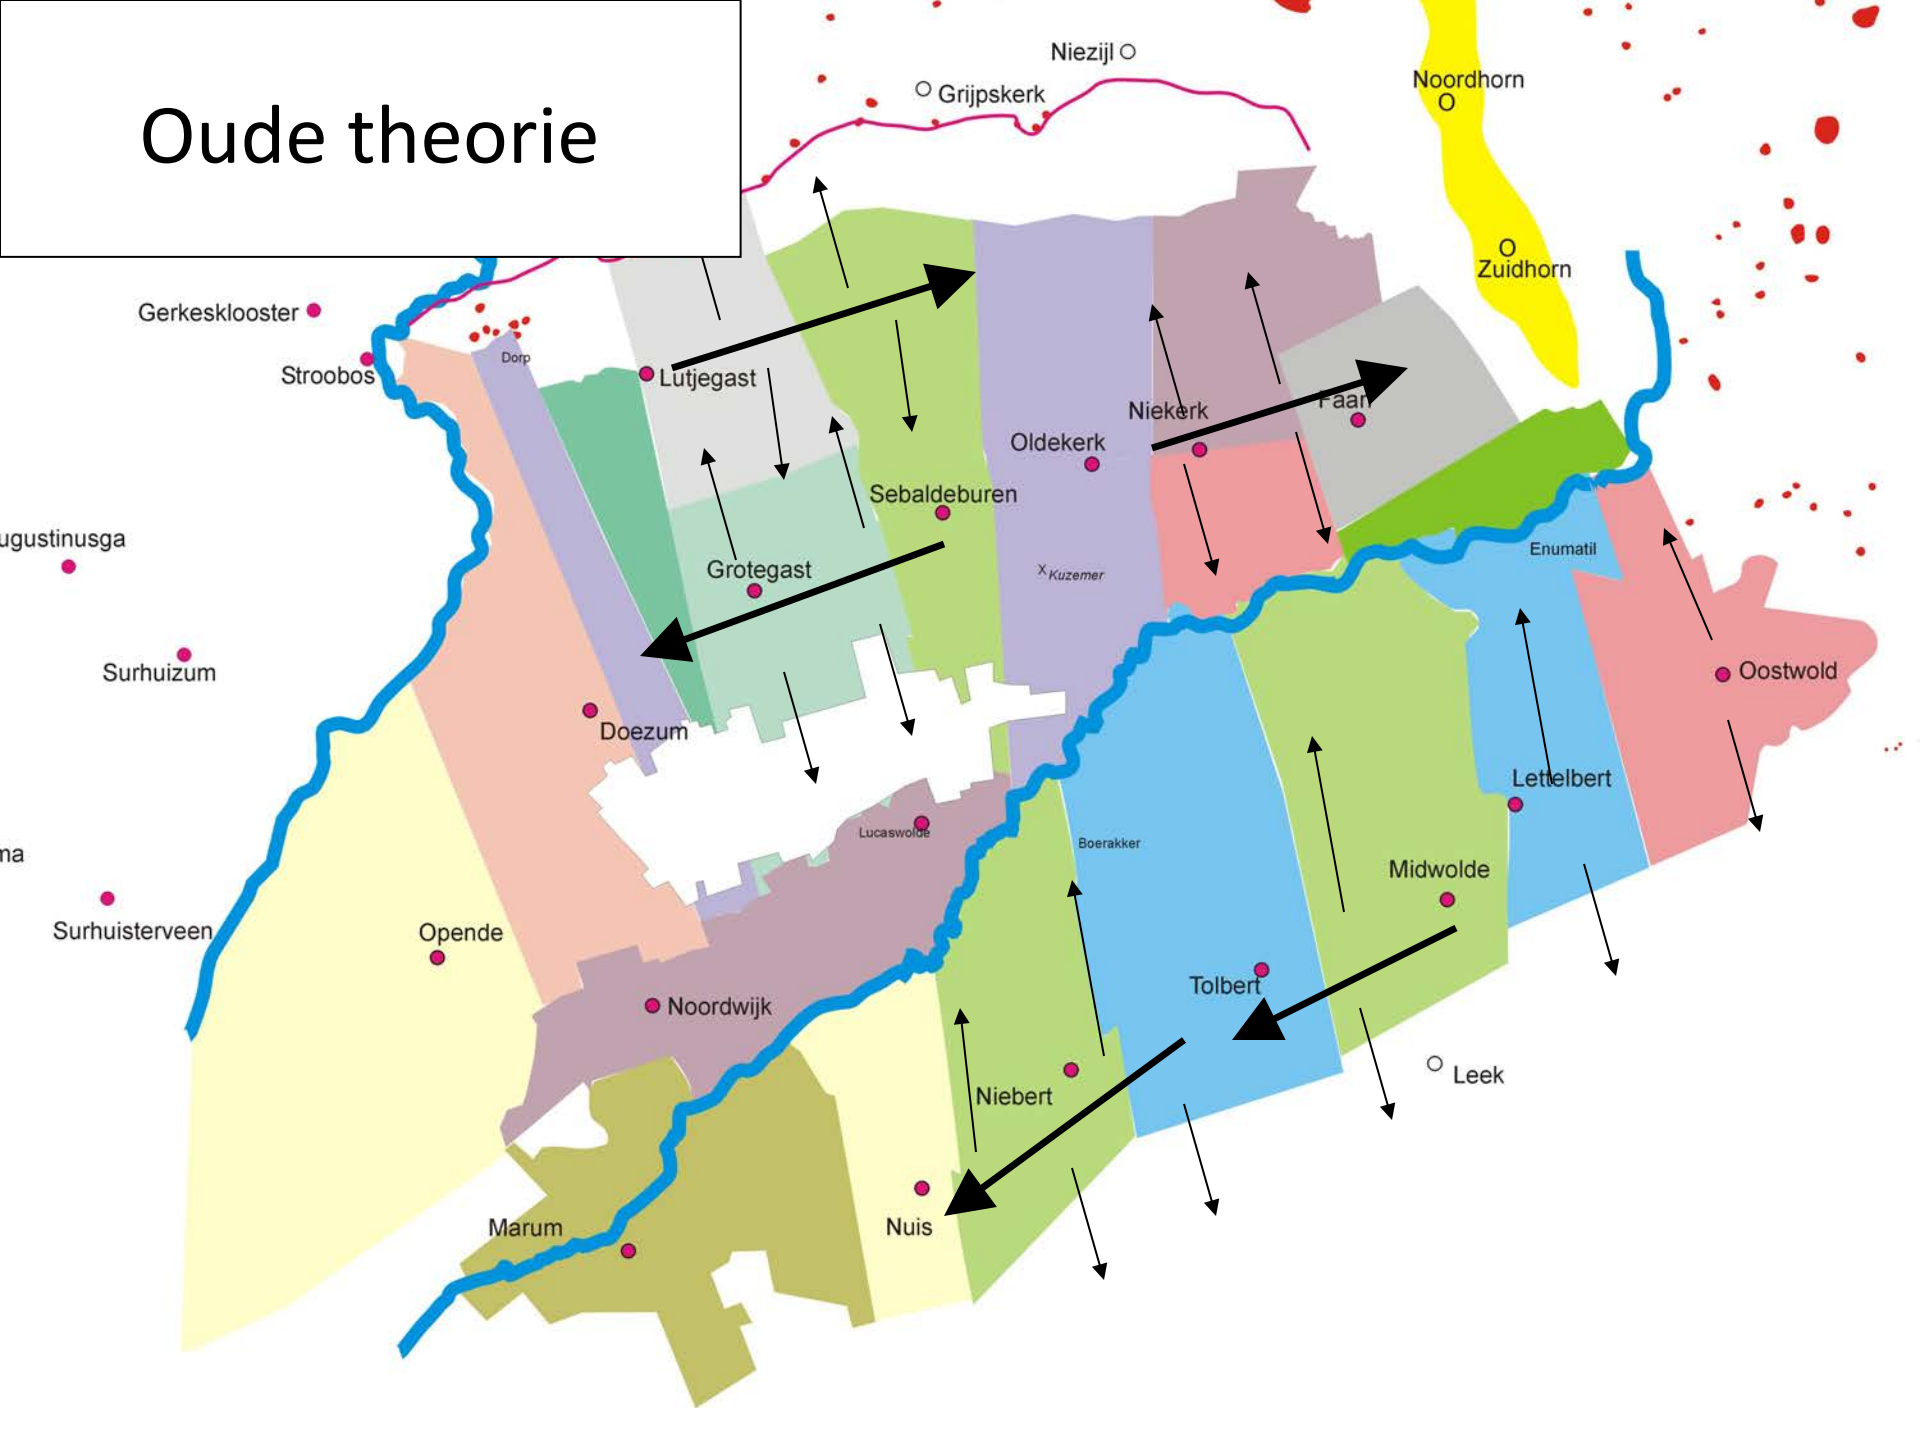 Oude theorie
Niezijl
Grijpskerk
Noordhorn
Zuidhorn
Gerkesklooster
Stroobos
Dorp
Lutjegast
Niekerk
Faan
Oldekerk
Sebaldeburen
ugustinusga
Enumatil
Grotegast
x Kuzemer
Surhuizum
Oostwold
Doezum
Lettelbert
Lucaswolde
Boerakker
na
Midwolde
Surhuisterveen
Opende
Tolbert
Noordwijk
Leek
Niebert
Marum
Nuis